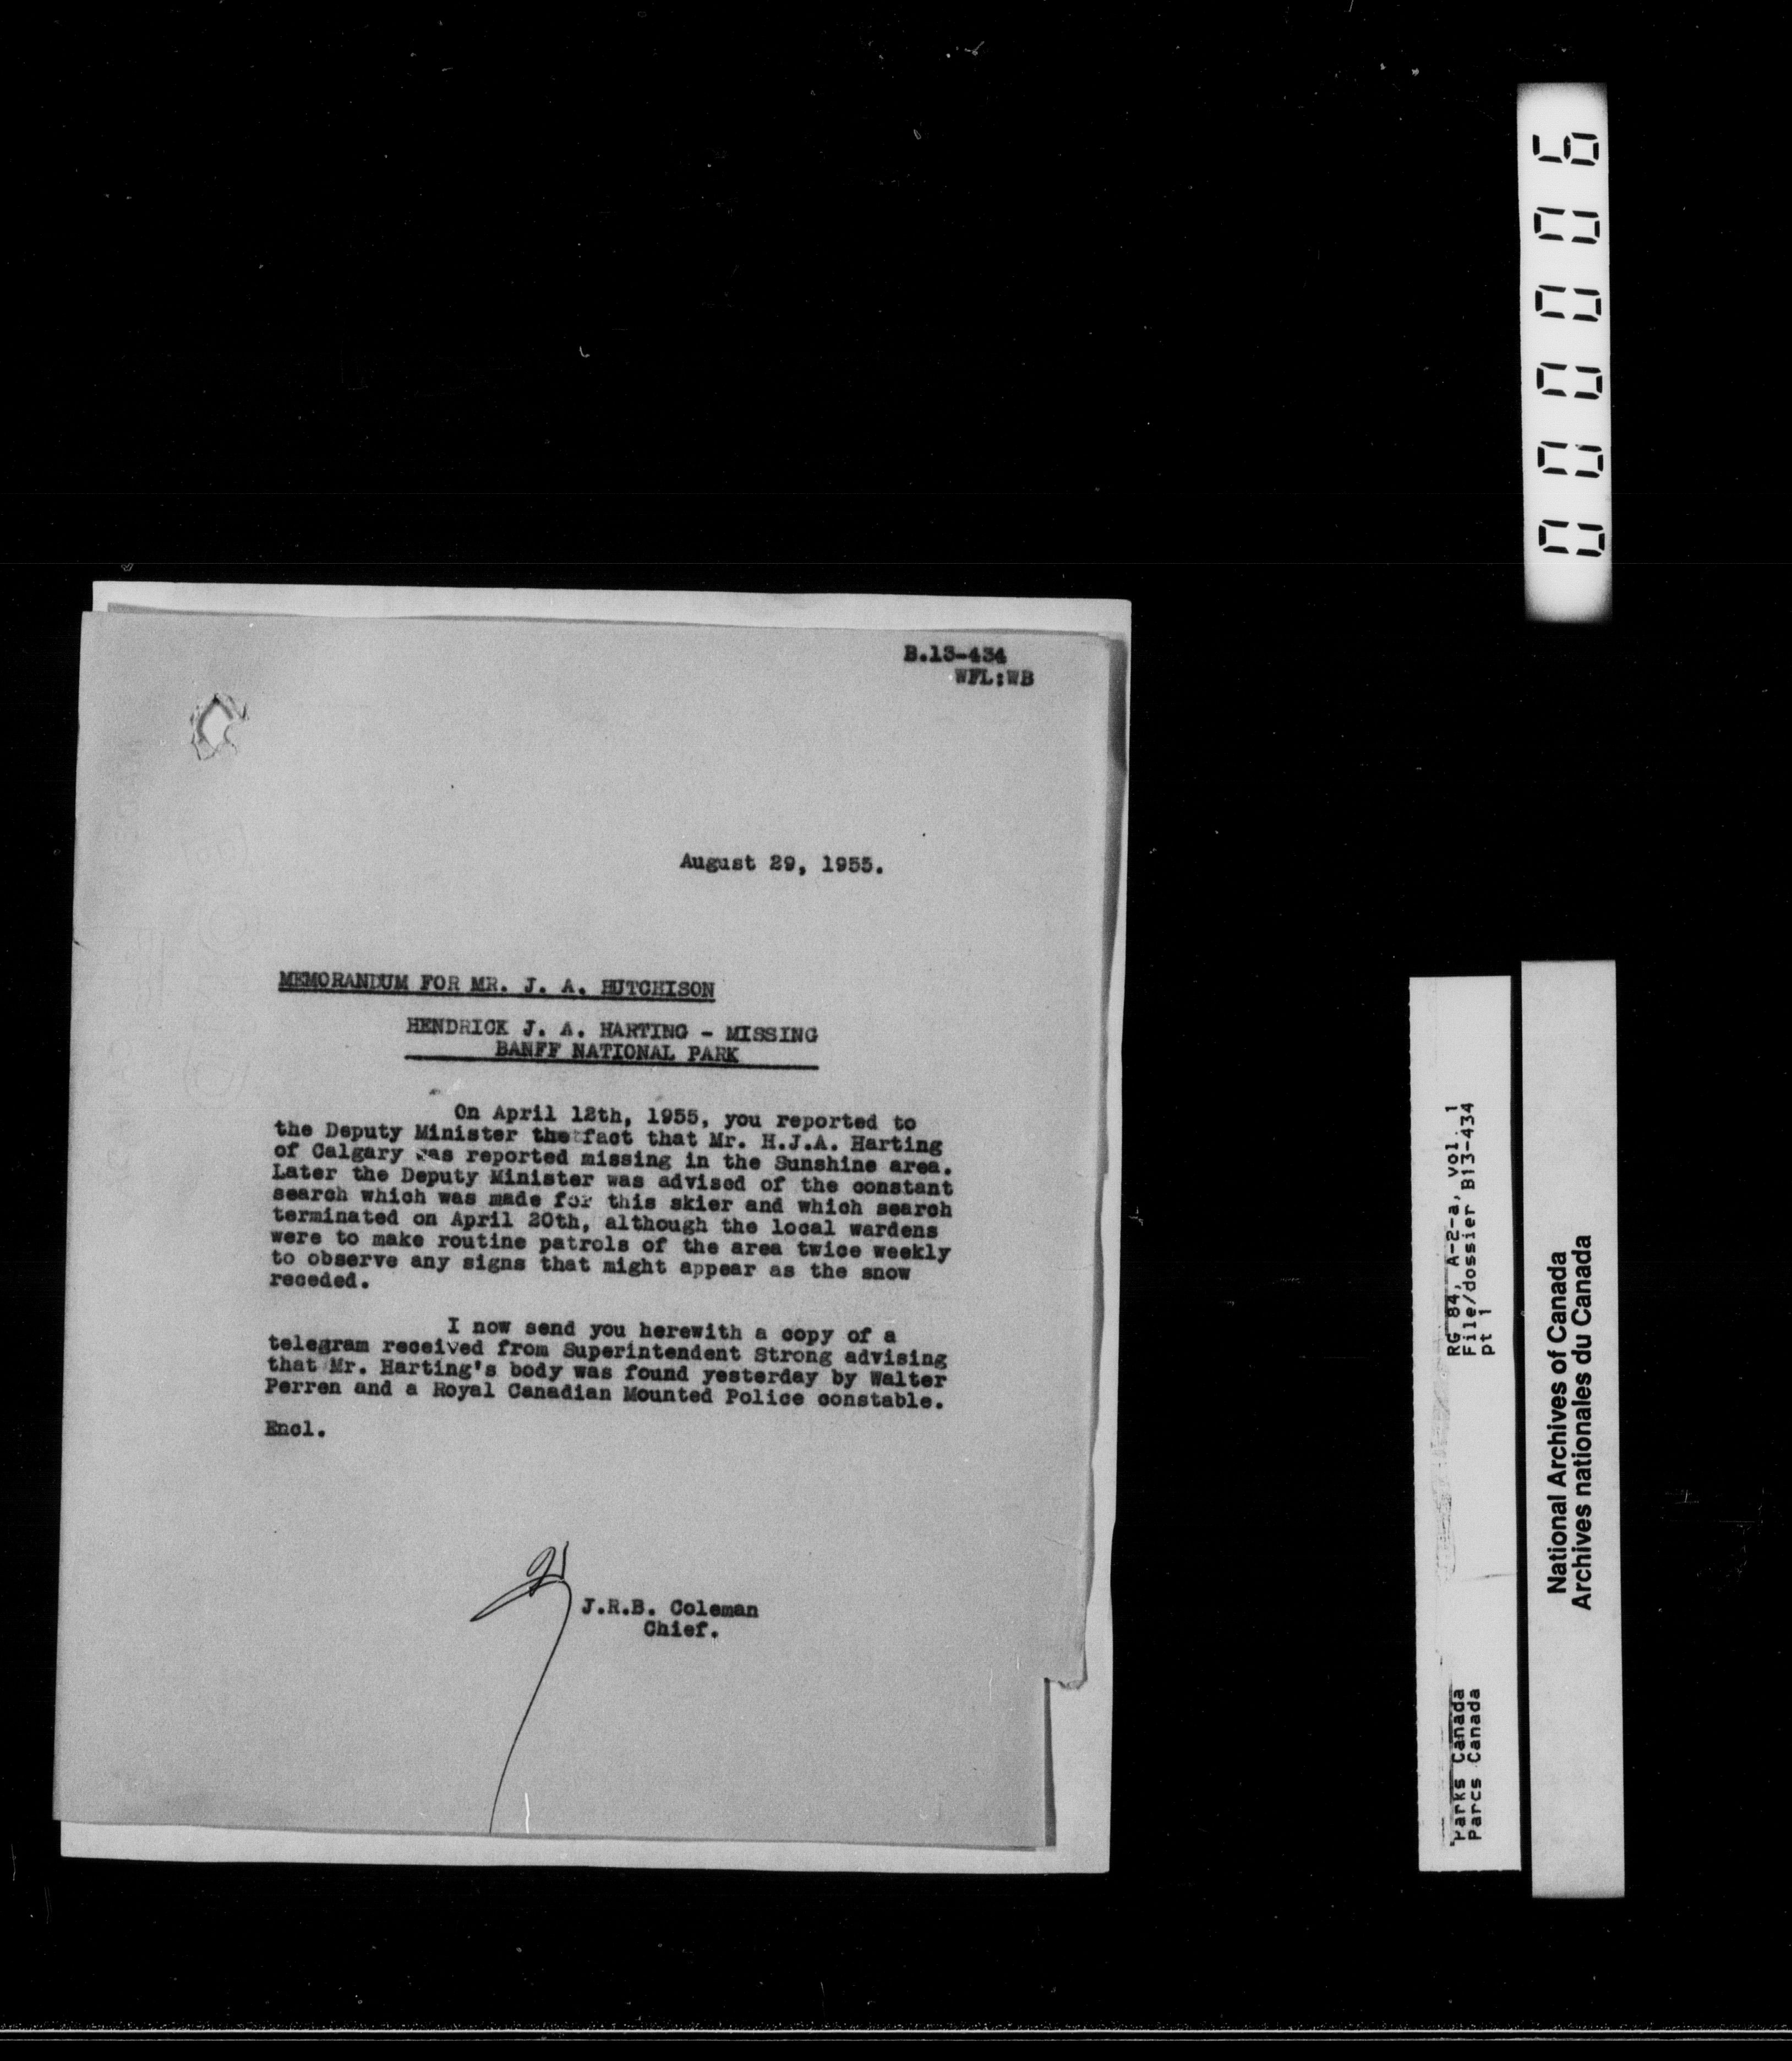 B.13-434
WFL:WB
August 29, 1955.
MEMORANDUM FOR MR. J. A. HUTCHISON
HENDRICK J. A. HARTING - MISSING
BANFF NATIONAL PARK
On April 12th, 1955, you reported to
the Deputy Minister the fact that Mr. H.J.A. Harting
of Calgary was reported missing in the Sunshine area.
Later the Deputy Minister was advised of the constant
search which was made for this skier and which search
terminated on April 20th, although the local wardens
were to make routine patrols of the area twice weekly
to observe any signs that might appear as the snow
receded.
I now send you herewith a copy of a
telegram received from Superintendent Strong advising
that Mr. Harting's body was found yesterday by Walter
Perren and a Royal Canadian Mounted Police constable.
Encl.
J.R.B. Coleman
Chief.
000006
RG 84, A-2-a, vol. 1
File/dossier B13-434
pt 1
Parks Canada
Parcs Canada
National Archives of Canada
Archives nationales du Canada